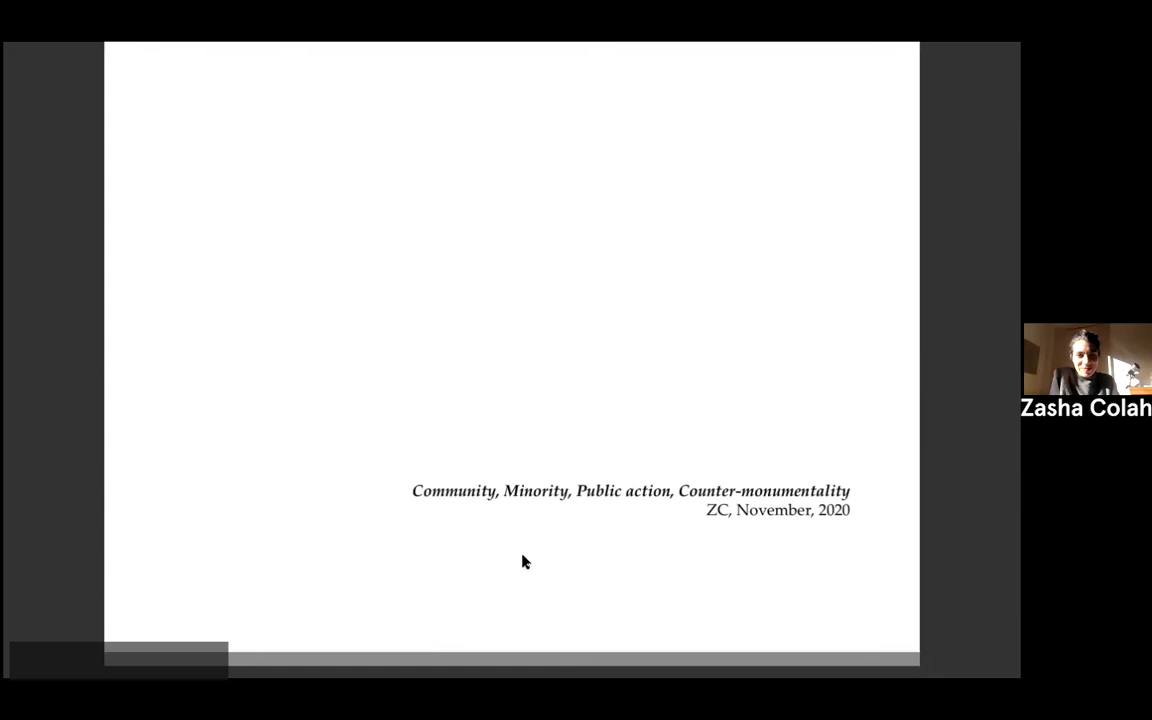 Community, Minority, Public action, Counter-monumentality
ZC, November, 2020
Zasha Colah